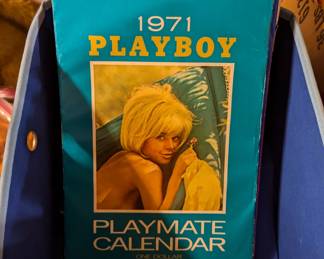 1971
PLAYBOY
PLAYMATE
CALENDAR
ONE DOLLAR